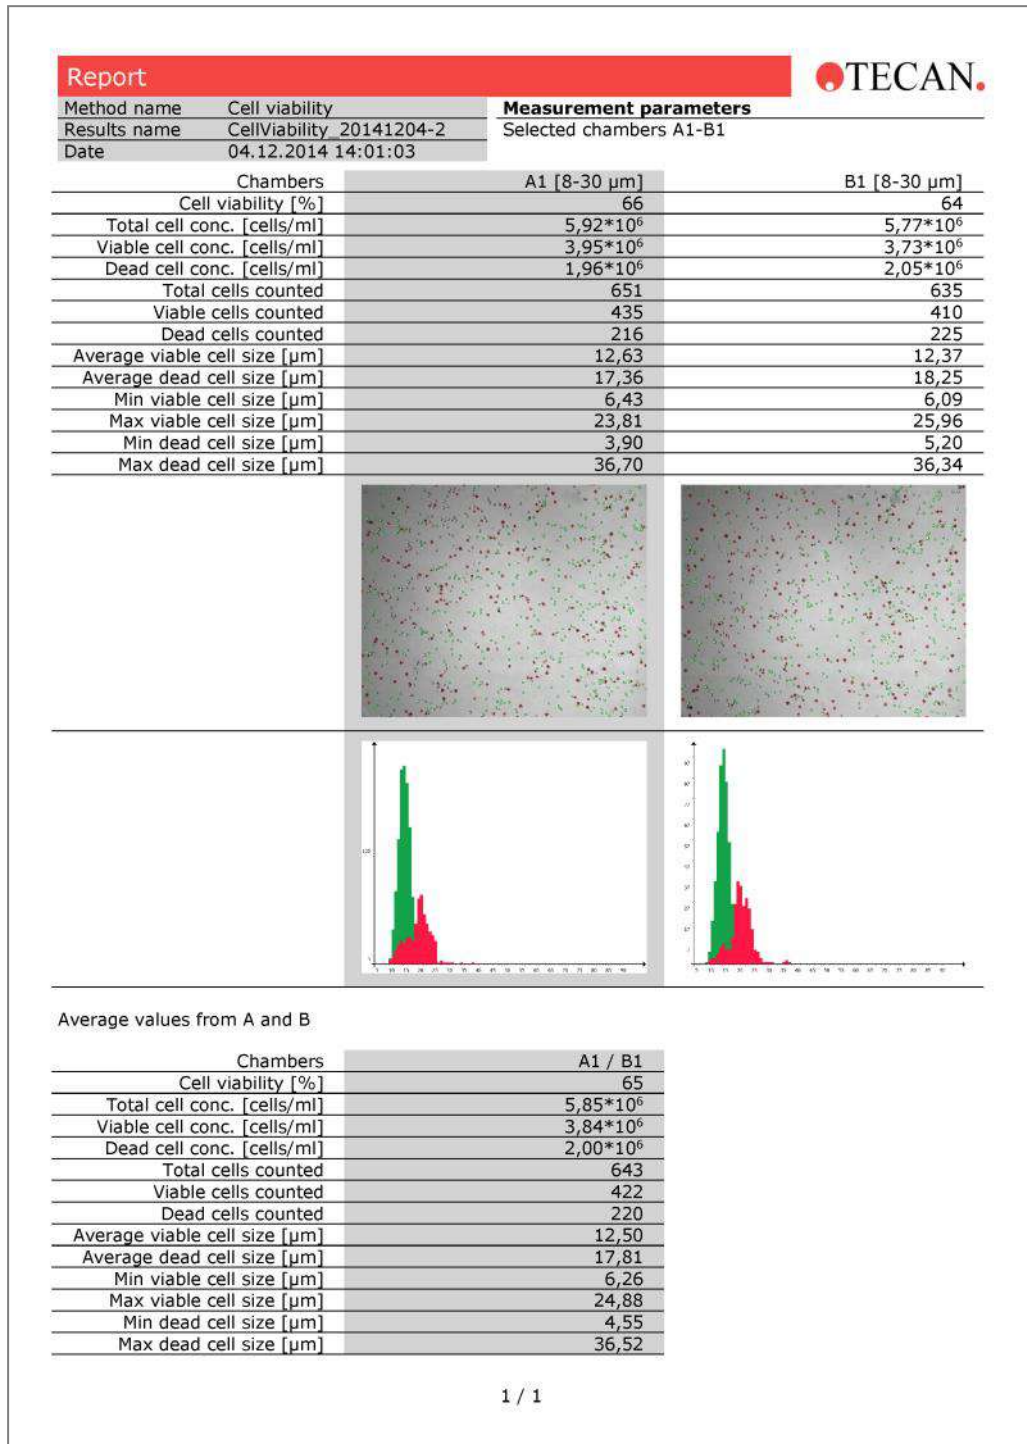 Report
TECAN.
Method name Cell viability
Measurement parameters
Results name CellViability_20141204-2
Selected chambers A1-B1
Date 04.12.2014 14:01:03
Chambers A1 [8-30 µm] B1 [8-30 µm]
Cell viability [%] 66 64
Total cell conc. [cells/ml] 5,92*10⁶ 5,77*10⁶
Viable cell conc. [cells/ml] 3,95*10⁶ 3,73*10⁶
Dead cell conc. [cells/ml] 1,96*10⁶ 2,05*10⁶
Total cells counted 651 635
Viable cells counted 435 410
Dead cells counted 216 225
Average viable cell size [µm] 12,63 12,37
Average dead cell size [µm] 17,36 18,25
Min viable cell size [µm] 6,43 6,09
Max viable cell size [µm] 23,81 25,96
Min dead cell size [µm] 3,90 5,20
Max dead cell size [µm] 36,70 36,34
Average values from A and B
Chambers A1 / B1
Cell viability [%] 65
Total cell conc. [cells/ml] 5,85*10⁶
Viable cell conc. [cells/ml] 3,84*10⁶
Dead cell conc. [cells/ml] 2,00*10⁶
Total cells counted 643
Viable cells counted 422
Dead cells counted 220
Average viable cell size [µm] 12,50
Average dead cell size [µm] 17,81
Min viable cell size [µm] 6,26
Max viable cell size [µm] 24,88
Min dead cell size [µm] 4,55
Max dead cell size [µm] 36,52
1 / 1